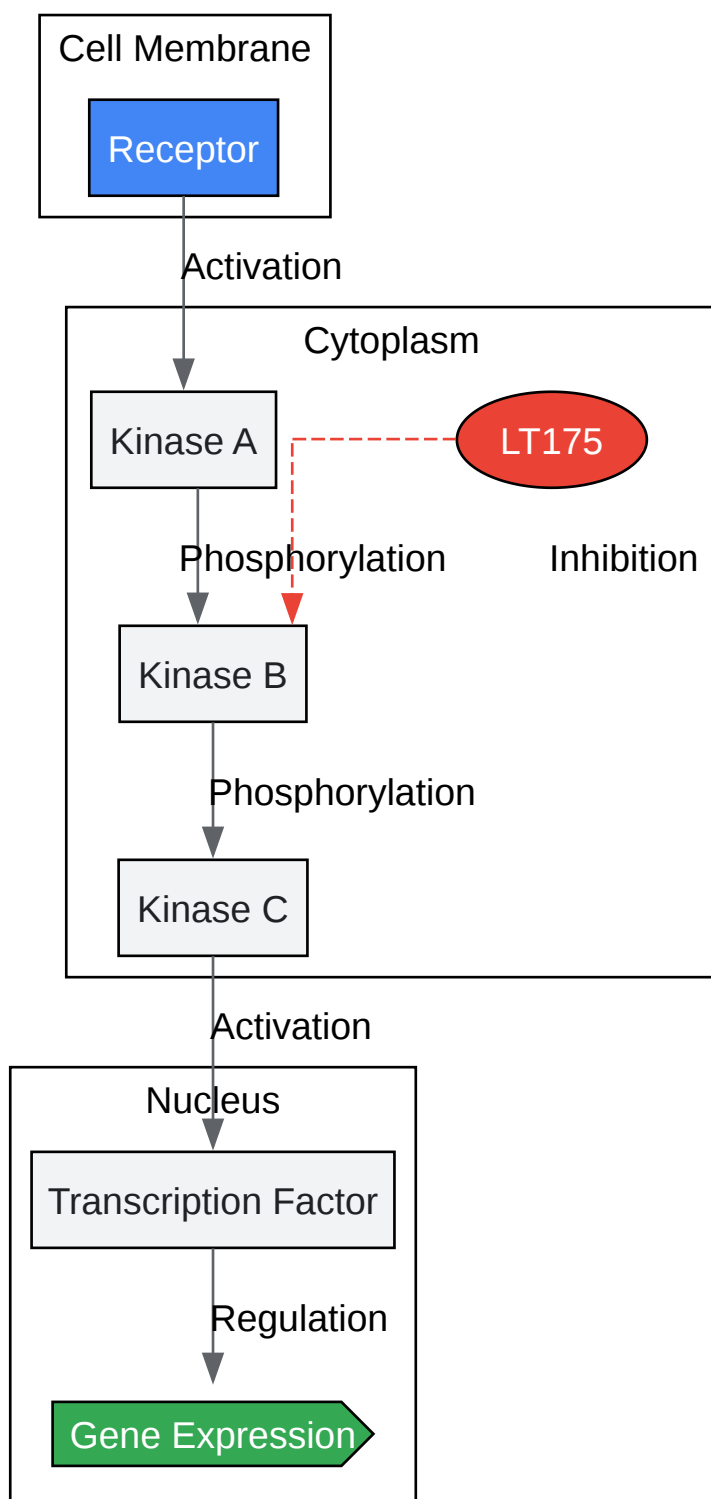 Cell Membrane
Receptor
Activation
Cytoplasm
Kinase A
LT175
Phosphorylation
Inhibition
Kinase B
Phosphorylation
Kinase C
Activation
Nucleus
Transcription Factor
Regulation
Gene Expression